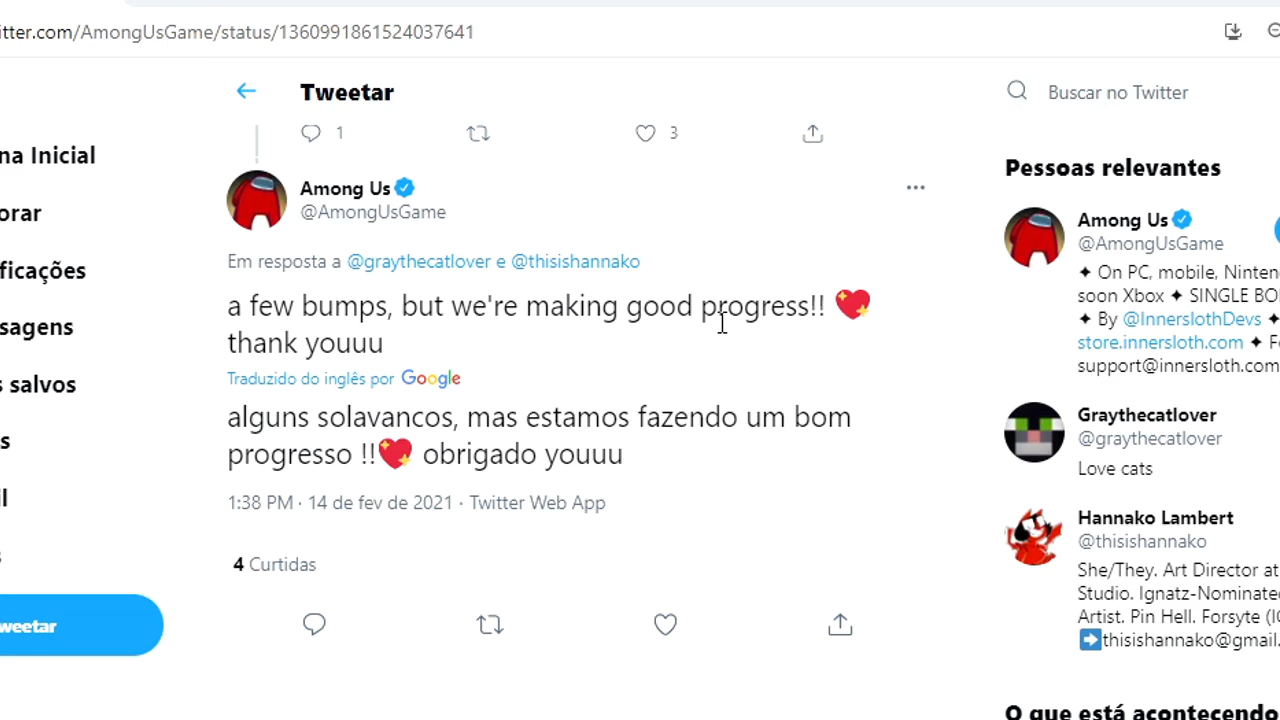 itter.com/AmongUsGame/status/1360991861524037641
Tweetar
Buscar no Twitter
1
3
na Inicial
orar
ficações
sagens
s salvos
s
il
weetar
Among Us
@AmongUsGame
Em resposta a @graythecatlover e @thisishannako
a few bumps, but we're making good progress!! 💖
thank youuu
Traduzido do inglês por Google
alguns solavancos, mas estamos fazendo um bom
progresso !!💖 obrigado youuu
1:38 PM · 14 de fev de 2021 · Twitter Web App
4 Curtidas
Pessoas relevantes
Among Us
@AmongUsGame
✦ On PC, mobile, Ninten
soon Xbox ✦ SINGLE BO
✦ By @InnerslothDevs ✦
store.innersloth.com ✦ F
support@innersloth.com
Graythecatlover
@graythecatlover
Love cats
Hannako Lambert
@thisishannako
She/They. Art Director at
Studio. Ignatz-Nominated
Artist. Pin Hell. Forsyte (IC
➡thisishannako@gmail.
O que está acontecendo